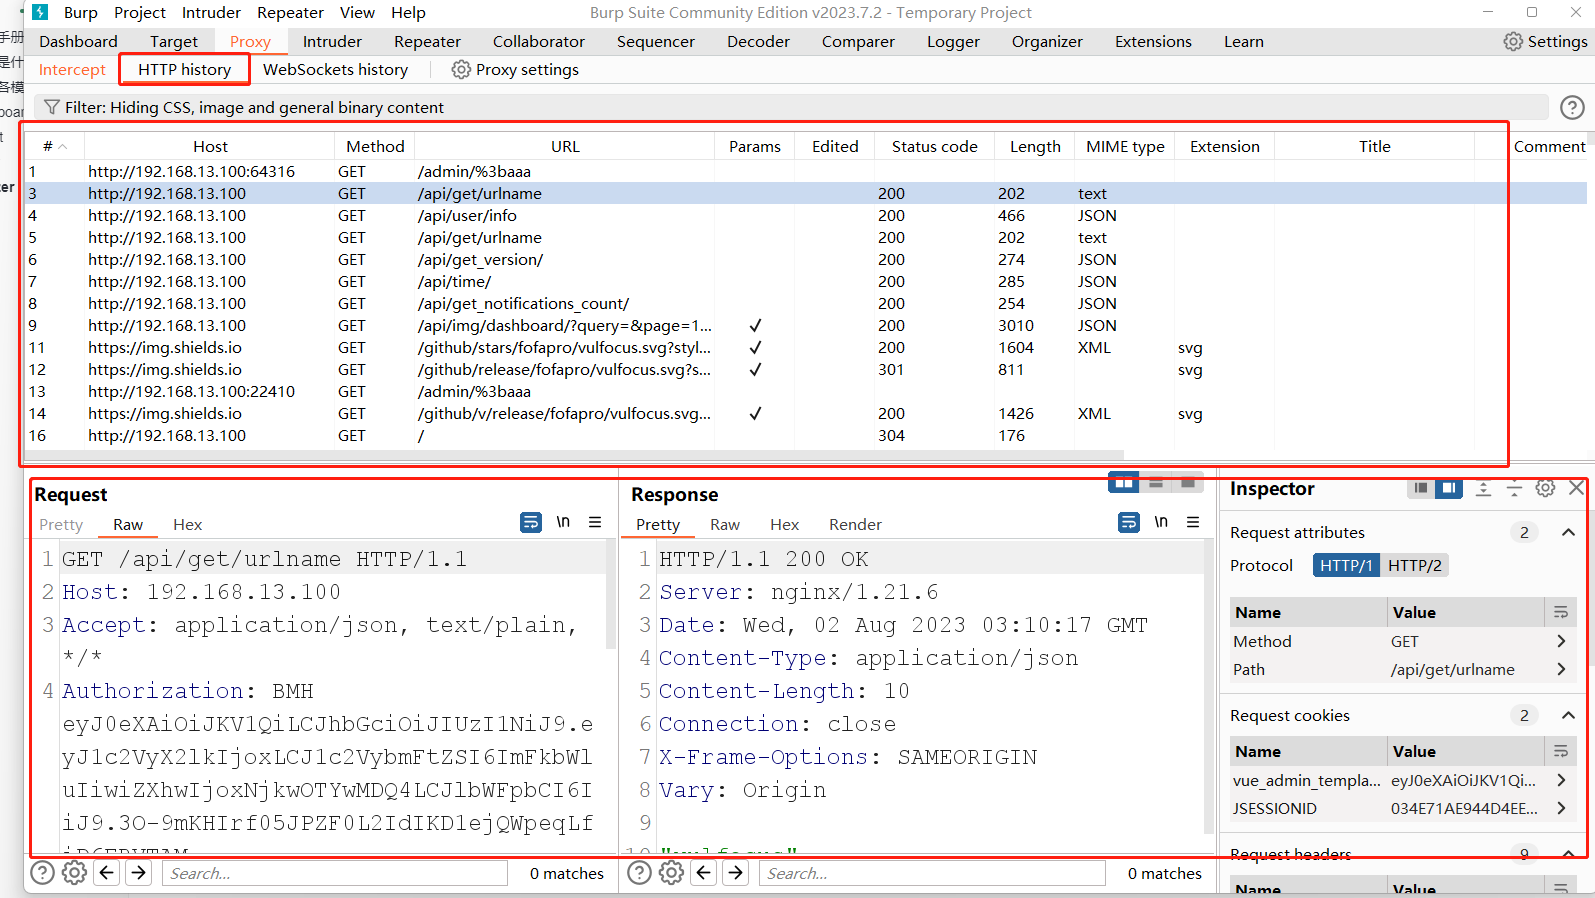 Burp Project Intruder Repeater View Help Burp Suite Community Edition v2023.7.2 - Temporary Project
Dashboard Target Proxy Intruder Repeater Collaborator Sequencer Decoder Comparer Logger Organizer Extensions Learn Settings
Intercept HTTP history WebSockets history Proxy settings
Filter: Hiding CSS, image and general binary content
# Host Method URL Params Edited Status code Length MIME type Extension Title Comment
1 http://192.168.13.100:64316 GET /admin/%3baaa
3 http://192.168.13.100 GET /api/get/urlname 200 202 text
4 http://192.168.13.100 GET /api/user/info 200 466 JSON
5 http://192.168.13.100 GET /api/get/urlname 200 202 text
6 http://192.168.13.100 GET /api/get_version/ 200 274 JSON
7 http://192.168.13.100 GET /api/time/ 200 285 JSON
8 http://192.168.13.100 GET /api/get_notifications_count/ 200 254 JSON
9 http://192.168.13.100 GET /api/img/dashboard/?query=&page=1... ✓ 200 3010 JSON
11 https://img.shields.io GET /github/stars/fofapro/vulfocus.svg?styl... ✓ 200 1604 XML svg
12 https://img.shields.io GET /github/release/fofapro/vulfocus.svg?s... ✓ 301 811 svg
13 http://192.168.13.100:22410 GET /admin/%3baaa
14 https://img.shields.io GET /github/v/release/fofapro/vulfocus.svg... ✓ 200 1426 XML svg
16 http://192.168.13.100 GET / 304 176
Request
Pretty Raw Hex \n
1 GET /api/get/urlname HTTP/1.1
2 Host: 192.168.13.100
3 Accept: application/json, text/plain,
*/*
4 Authorization: BMH
eyJ0eXAiOiJKV1QiLCJhbGciOiJIUzI1NiJ9.e
yJ1c2VyX2lkIjoxLCJ1c2VybmFtZSI6ImFkbWl
uIiwiZXhwIjoxNjkwOTYwMDQ4LCJlbWFpbCI6I
iJ9.3O-9mKHIrf05JPZF0L2IdIKD1ejQWpeqLf
Search... 0 matches
Response
Pretty Raw Hex Render \n
1 HTTP/1.1 200 OK
2 Server: nginx/1.21.6
3 Date: Wed, 02 Aug 2023 03:10:17 GMT
4 Content-Type: application/json
5 Content-Length: 10
6 Connection: close
7 X-Frame-Options: SAMEORIGIN
8 Vary: Origin
9
10 "vulfocus"
Search... 0 matches
Inspector
Request attributes 2
Protocol HTTP/1 HTTP/2
Name Value
Method GET
Path /api/get/urlname
Request cookies 2
Name Value
vue_admin_templa... eyJ0eXAiOiJKV1Qi...
JSESSIONID 034E71AE944D4EE...
Request headers 9
Name Value